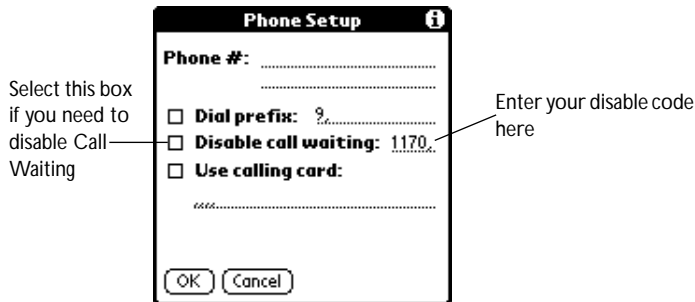 Phone Setup i
Phone #:
Select this box
if you need to
disable Call
Waiting
Dial prefix: 9,
Disable call waiting: 1170,
Use calling card:
,,,,
Enter your disable code
here
OK Cancel